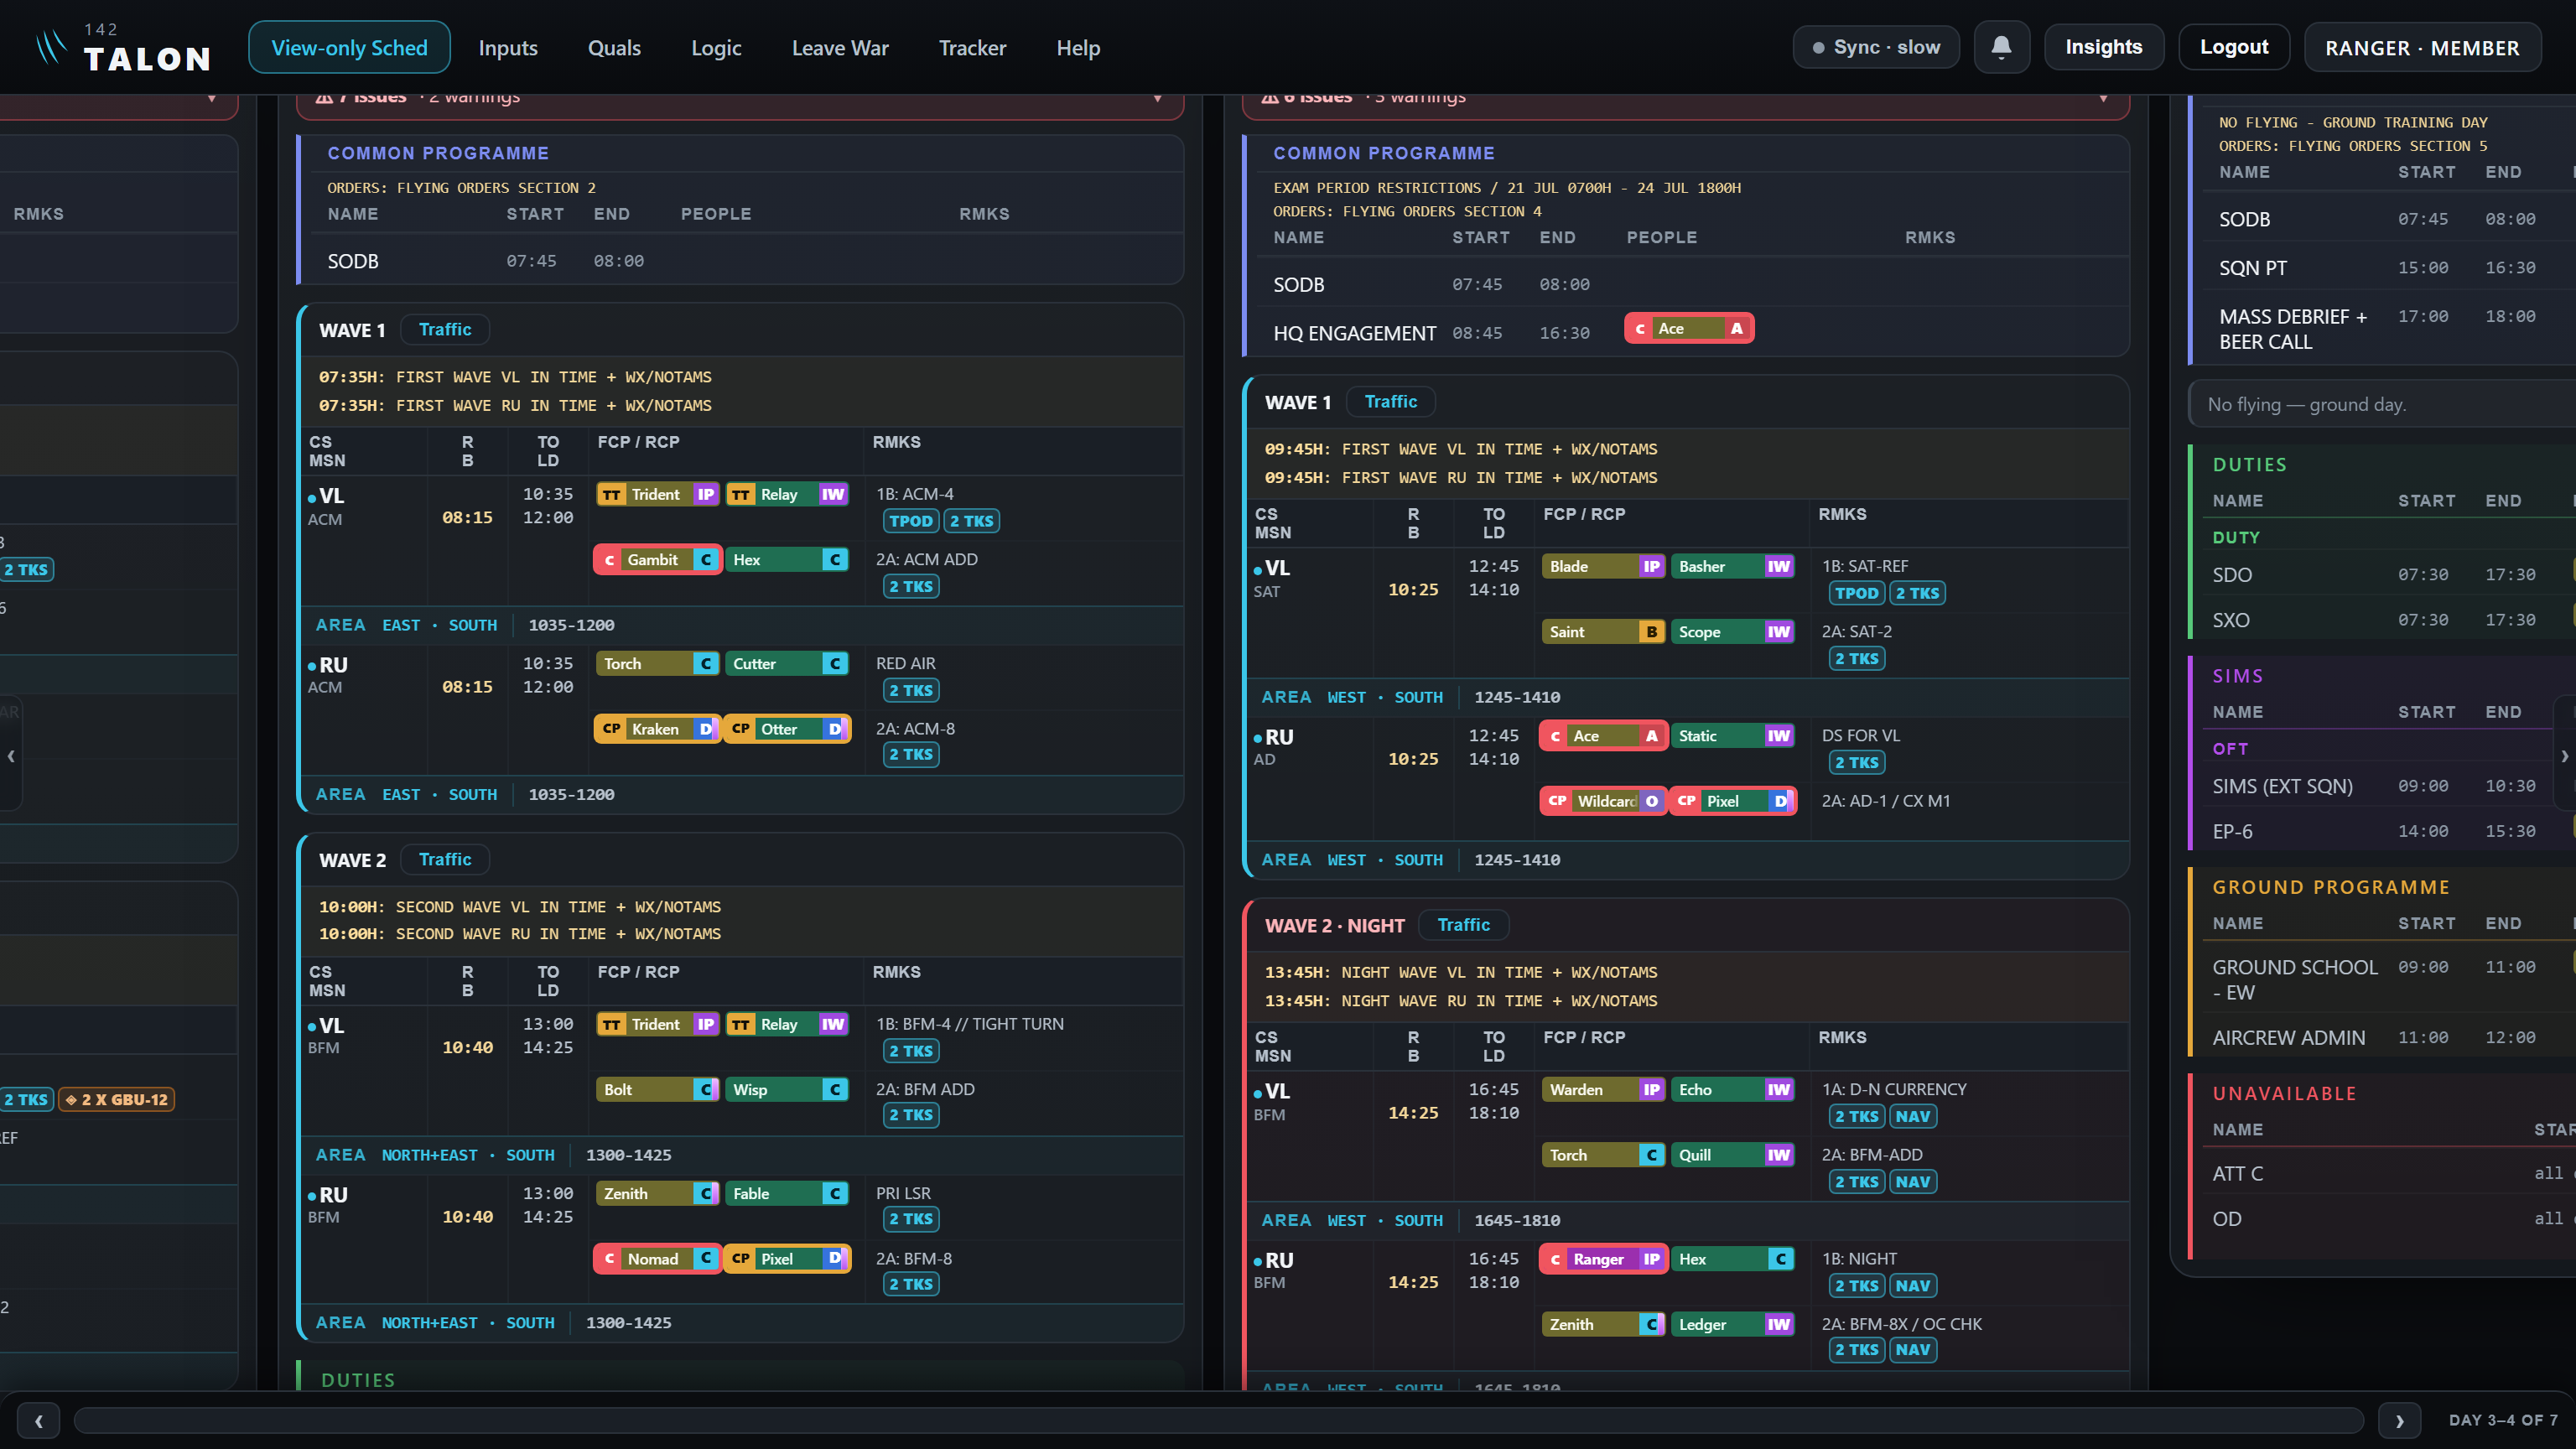 142
TALON
View-only Sched
Inputs
Quals
Logic
Leave War
Tracker
Help
Sync · slow
Insights
Logout
RANGER · MEMBER
RMKS
3
2 TKS
6
2 TKS
2 X GBU-12
EF
2
7 issues · 2 warnings
COMMON PROGRAMME
ORDERS: FLYING ORDERS SECTION 2
NAME START END PEOPLE RMKS
SODB 07:45 08:00
WAVE 1 Traffic
07:35H: FIRST WAVE VL IN TIME + WX/NOTAMS
07:35H: FIRST WAVE RU IN TIME + WX/NOTAMS
CS R TO FCP / RCP RMKS
MSN B LD
VL 10:35 TT Trident IP TT Relay IW 1B: ACM-4
ACM 08:15 12:00 TPOD 2 TKS
C Gambit C Hex C 2A: ACM ADD
2 TKS
AREA EAST · SOUTH 1035-1200
RU 10:35 Torch C Cutter C RED AIR
ACM 08:15 12:00 2 TKS
CP Kraken D CP Otter D 2A: ACM-8
2 TKS
AREA EAST · SOUTH 1035-1200
WAVE 2 Traffic
10:00H: SECOND WAVE VL IN TIME + WX/NOTAMS
10:00H: SECOND WAVE RU IN TIME + WX/NOTAMS
CS R TO FCP / RCP RMKS
MSN B LD
VL 13:00 TT Trident IP TT Relay IW 1B: BFM-4 // TIGHT TURN
BFM 10:40 14:25 2 TKS
Bolt C Wisp C 2A: BFM ADD
2 TKS
AREA NORTH+EAST · SOUTH 1300-1425
RU 13:00 Zenith C Fable C PRI LSR
BFM 10:40 14:25 2 TKS
C Nomad C CP Pixel D 2A: BFM-8
2 TKS
AREA NORTH+EAST · SOUTH 1300-1425
DUTIES
6 issues · 3 warnings
COMMON PROGRAMME
EXAM PERIOD RESTRICTIONS / 21 JUL 0700H - 24 JUL 1800H
ORDERS: FLYING ORDERS SECTION 4
NAME START END PEOPLE RMKS
SODB 07:45 08:00
HQ ENGAGEMENT 08:45 16:30 C Ace A
WAVE 1 Traffic
09:45H: FIRST WAVE VL IN TIME + WX/NOTAMS
09:45H: FIRST WAVE RU IN TIME + WX/NOTAMS
CS R TO FCP / RCP RMKS
MSN B LD
VL 12:45 Blade IP Basher IW 1B: SAT-REF
SAT 10:25 14:10 TPOD 2 TKS
Saint B Scope IW 2A: SAT-2
2 TKS
AREA WEST · SOUTH 1245-1410
RU 12:45 C Ace A Static IW DS FOR VL
AD 10:25 14:10 2 TKS
CP Wildcard O CP Pixel D 2A: AD-1 / CX M1
AREA WEST · SOUTH 1245-1410
WAVE 2 · NIGHT Traffic
13:45H: NIGHT WAVE VL IN TIME + WX/NOTAMS
13:45H: NIGHT WAVE RU IN TIME + WX/NOTAMS
CS R TO FCP / RCP RMKS
MSN B LD
VL 16:45 Warden IP Echo IW 1A: D-N CURRENCY
BFM 14:25 18:10 2 TKS NAV
Torch C Quill IW 2A: BFM-ADD
2 TKS NAV
AREA WEST · SOUTH 1645-1810
RU 16:45 C Ranger IP Hex C 1B: NIGHT
BFM 14:25 18:10 2 TKS NAV
Zenith C Ledger IW 2A: BFM-8X / OC CHK
2 TKS NAV
AREA WEST · SOUTH 1645-1810
NO FLYING - GROUND TRAINING DAY
ORDERS: FLYING ORDERS SECTION 5
NAME START END
SODB 07:45 08:00
SQN PT 15:00 16:30
MASS DEBRIEF + 17:00 18:00
BEER CALL
No flying — ground day.
DUTIES
NAME START END
DUTY
SDO 07:30 17:30
SXO 07:30 17:30
SIMS
NAME START END
OFT
SIMS (EXT SQN) 09:00 10:30
EP-6 14:00 15:30
GROUND PROGRAMME
NAME START END
GROUND SCHOOL 09:00 11:00
- EW
AIRCREW ADMIN 11:00 12:00
UNAVAILABLE
NAME STAR
ATT C all
OD all
DAY 3–4 OF 7